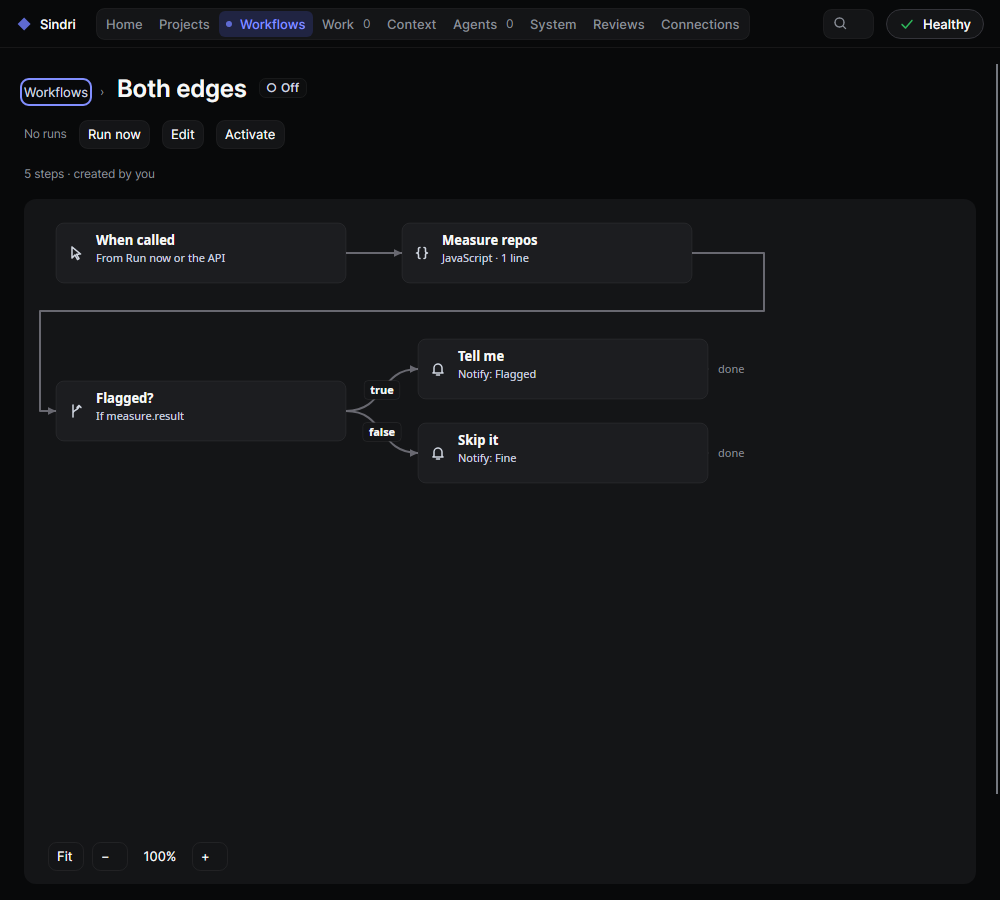 Sindri Home Projects Workflows Work 0 Context Agents 0 System Reviews Connections Healthy
Workflows › Both edges Off
No runs Run now Edit Activate
5 steps · created by you
When called
From Run now or the API
{} Measure repos
JavaScript · 1 line
Tell me
Notify: Flagged
done
true
Flagged?
If measure.result
false
Skip it
Notify: Fine
done
Fit − 100% +